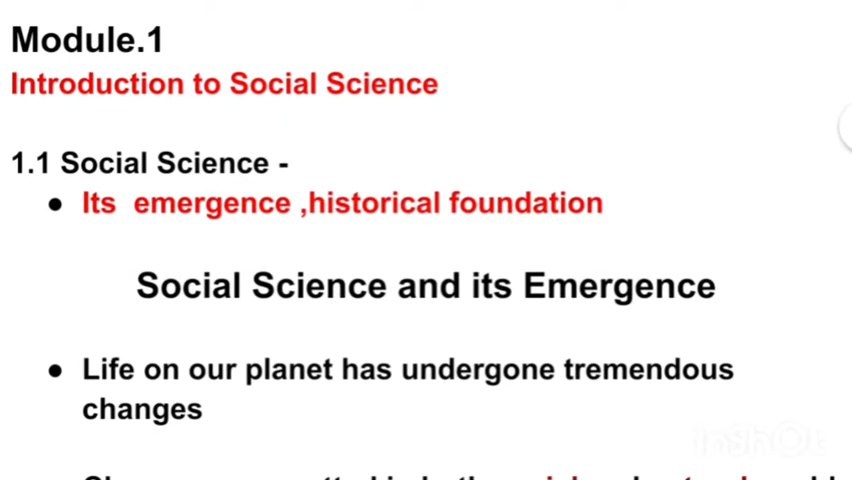 Module.1
Introduction to Social Science
1.1 Social Science -
● Its emergence ,historical foundation
Social Science and its Emergence
● Life on our planet has undergone tremendous
changes
InShOt